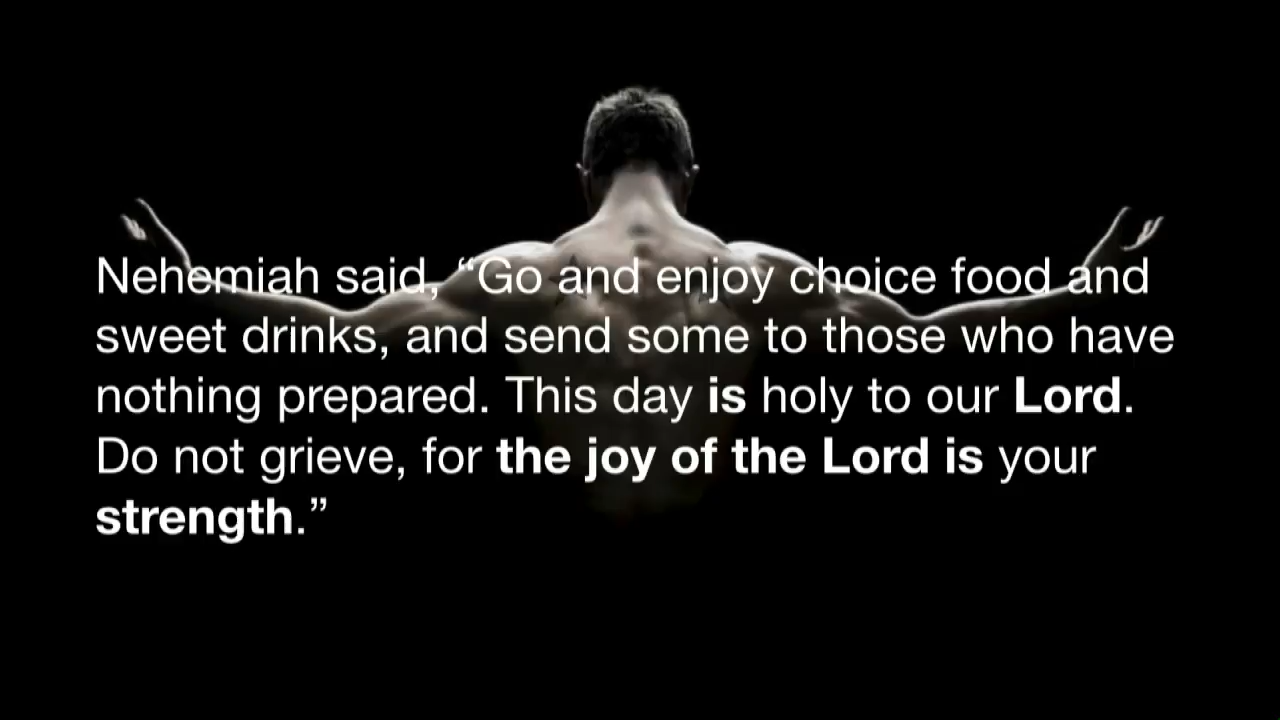 Nehemiah said, “Go and enjoy choice food and
sweet drinks, and send some to those who have
nothing prepared. This day is holy to our Lord.
Do not grieve, for the joy of the Lord is your
strength.”